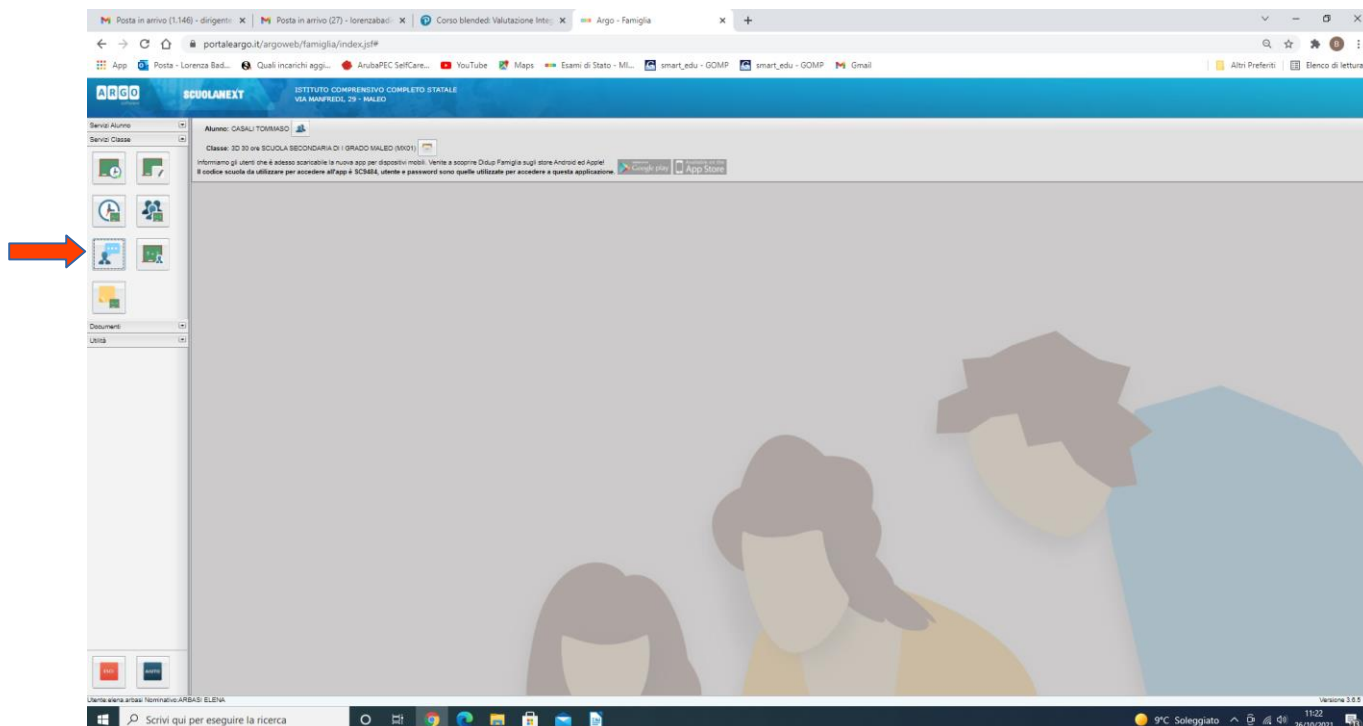 Posta in arrivo (1.146) - dirigente
Posta in arrivo (27) - lorenzabad
Corso blended: Valutazione Inte
Argo - Famiglia
portaleargo.it/argoweb/famiglia/index.jsf#
App
Posta - Lorenza Bad...
Quali incarichi aggi...
ArubaPEC SelfCare...
YouTube
Maps
Esami di Stato - MI...
smart_edu - GOMP
smart_edu - GOMP
Gmail
Altri Preferiti
Elenco di lettura
ARGO
SCUOLANEXT
ISTITUTO COMPRENSIVO COMPLETO STATALE
VIA MANFREDI, 29 - MALEO
Servizi Alunno
Servizi Classe
Alunno: CASALI TOMMASO
Classe: 3D 30 ore SCUOLA SECONDARIA DI I GRADO MALEO (MX01)
Informiamo gli utenti che è adesso scaricabile la nuova app per dispositivi mobili. Venite a scoprire Didup Famiglia sugli store Android ed Apple!
Il codice scuola da utilizzare per accedere all'app è SC9484, utente e password sono quelle utilizzate per accedere a questa applicazione.
Google play
App Store
Documenti
Utilità
ESCI
Utente:elena.arbasi Nominativo:ARBASI ELENA
Versione 3.6.5
Scrivi qui per eseguire la ricerca
9°C Soleggiato
11:22
26/10/2021